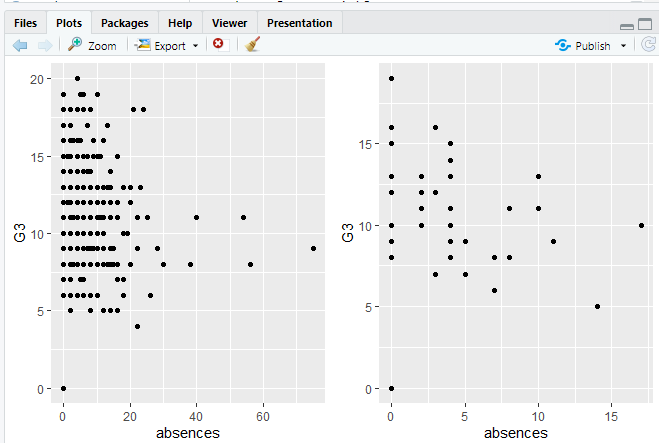 Files Plots Packages Help Viewer Presentation
Zoom Export Publish
20
15
10
5
0
G3
0 20 40 60
absences
15
10
5
0
G3
0 5 10 15
absences